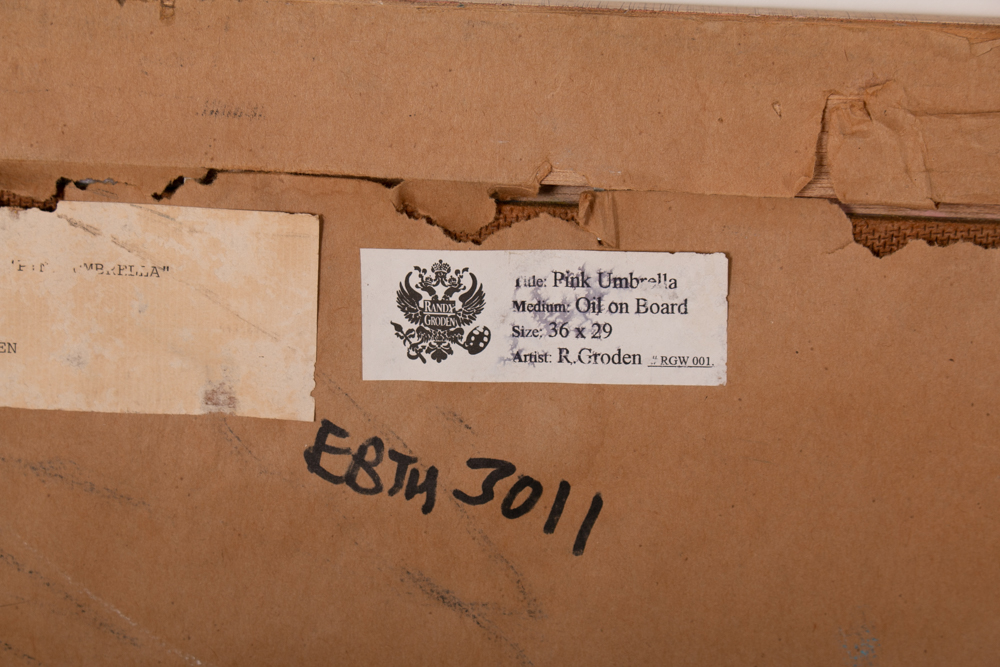 UMBRELLA"
EN
RANDY
GRODEN
Title: Pink Umbrella
Medium: Oil on Board
Size: 36 x 29
Artist: R.Groden # RGW 001.
EBTH 3011